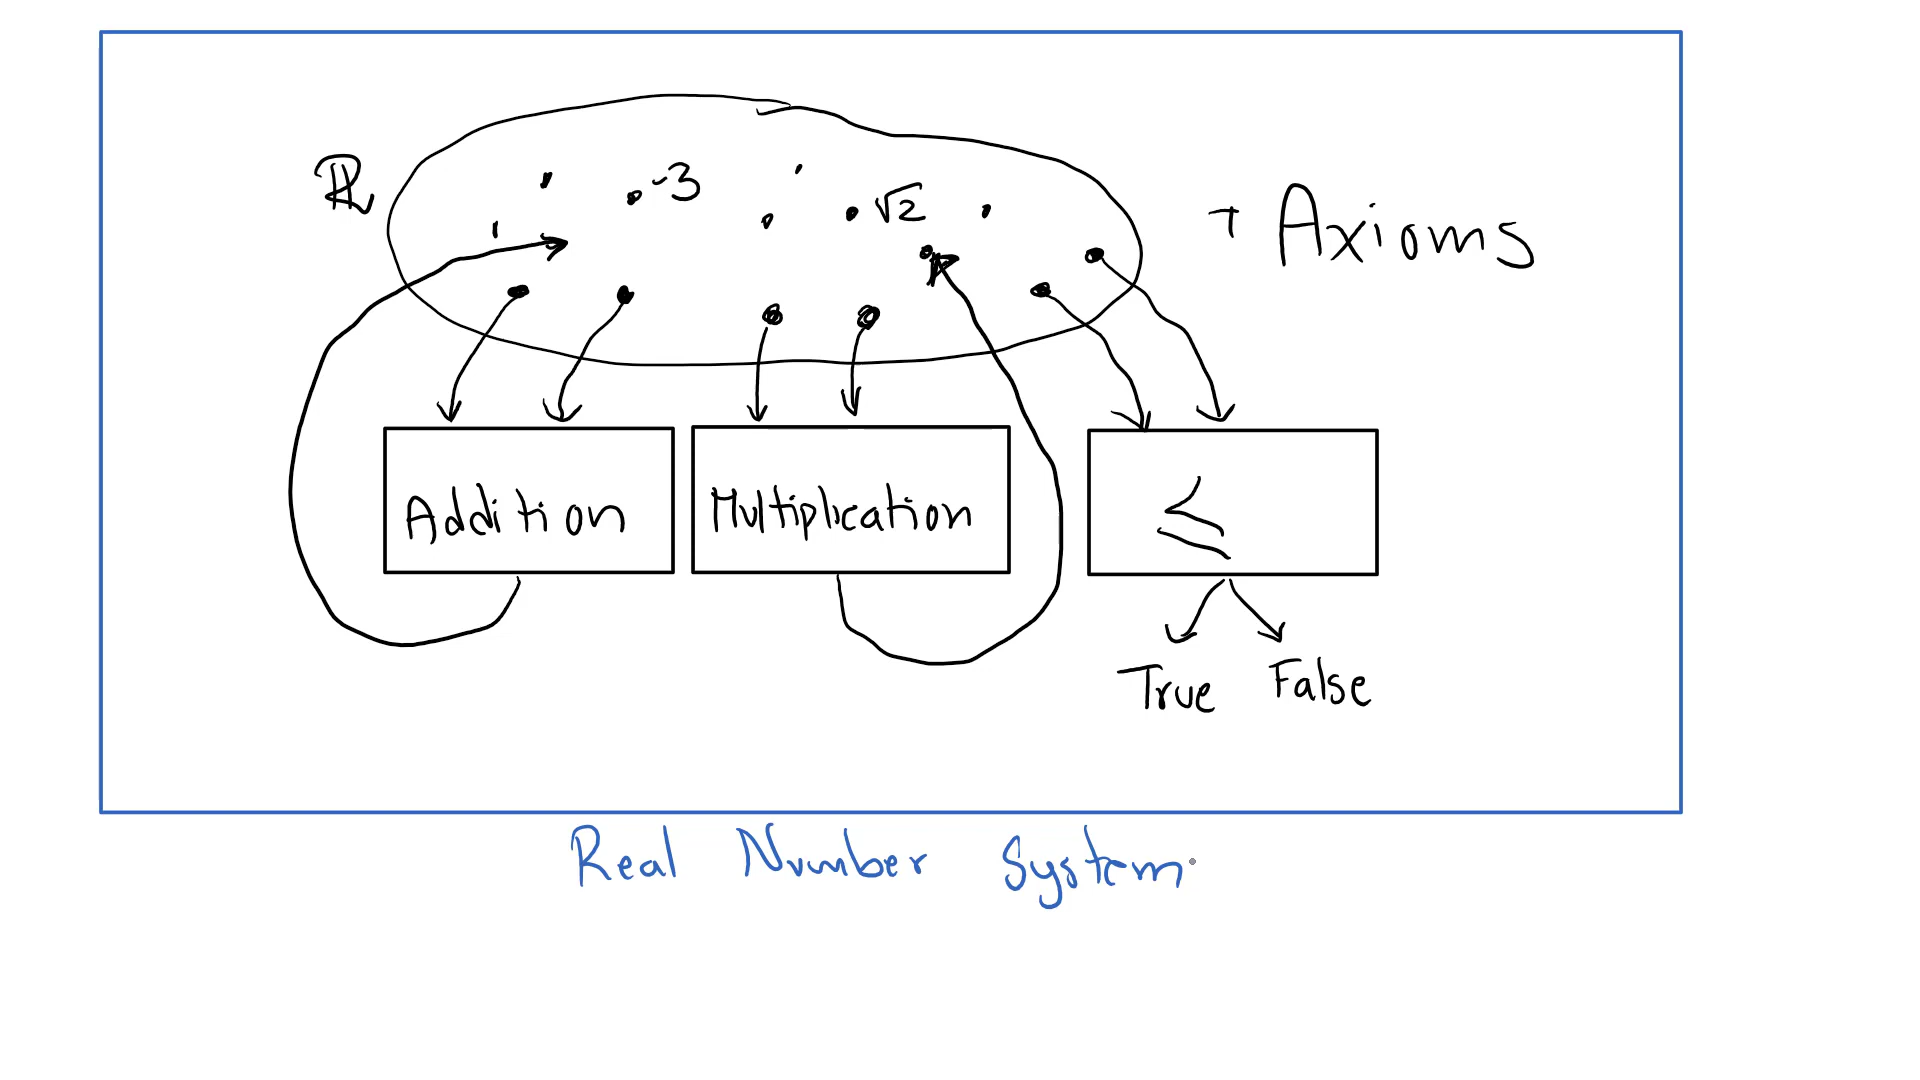 ℝ
-3
√2
+ Axioms
Addition
Multiplication
≤
True False
Real Number System